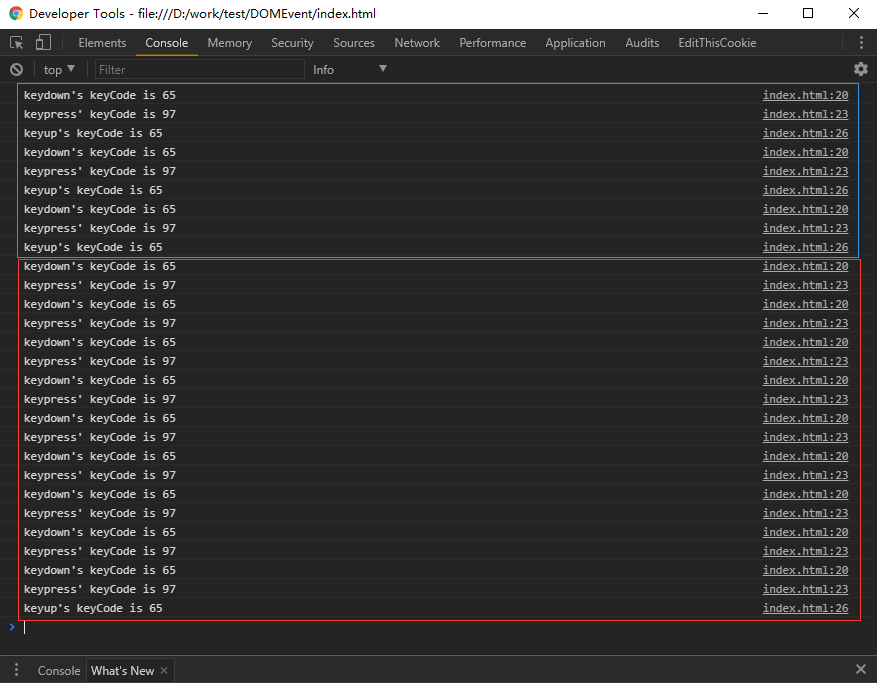 Developer Tools - file:///D:/work/test/DOMEvent/index.html
Elements Console Memory Security Sources Network Performance Application Audits EditThisCookie
top Filter Info
keydown's keyCode is 65 index.html:20
keypress' keyCode is 97 index.html:23
keyup's keyCode is 65 index.html:26
keydown's keyCode is 65 index.html:20
keypress' keyCode is 97 index.html:23
keyup's keyCode is 65 index.html:26
keydown's keyCode is 65 index.html:20
keypress' keyCode is 97 index.html:23
keyup's keyCode is 65 index.html:26
keydown's keyCode is 65 index.html:20
keypress' keyCode is 97 index.html:23
keydown's keyCode is 65 index.html:20
keypress' keyCode is 97 index.html:23
keydown's keyCode is 65 index.html:20
keypress' keyCode is 97 index.html:23
keydown's keyCode is 65 index.html:20
keypress' keyCode is 97 index.html:23
keydown's keyCode is 65 index.html:20
keypress' keyCode is 97 index.html:23
keydown's keyCode is 65 index.html:20
keypress' keyCode is 97 index.html:23
keydown's keyCode is 65 index.html:20
keypress' keyCode is 97 index.html:23
keydown's keyCode is 65 index.html:20
keypress' keyCode is 97 index.html:23
keydown's keyCode is 65 index.html:20
keypress' keyCode is 97 index.html:23
keyup's keyCode is 65 index.html:26
Console What's New